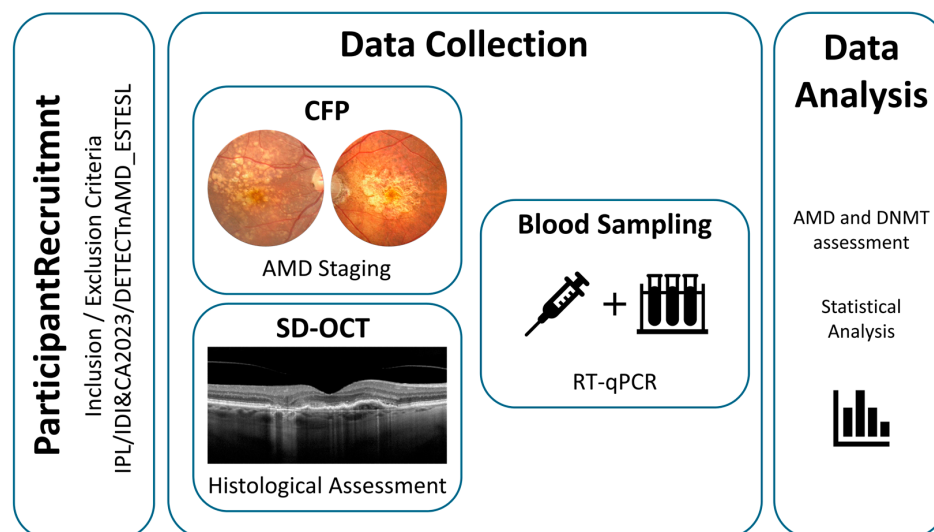 ParticipantRecruitmnt
Inclusion / Exclusion Criteria
IPL/IDI&CA2023/DETECTnAMD_ESTESL
Data Collection
CFP
AMD Staging
SD-OCT
Histological Assessment
Blood Sampling
+
RT-qPCR
Data
Analysis
AMD and DNMT
assessment
Statistical
Analysis